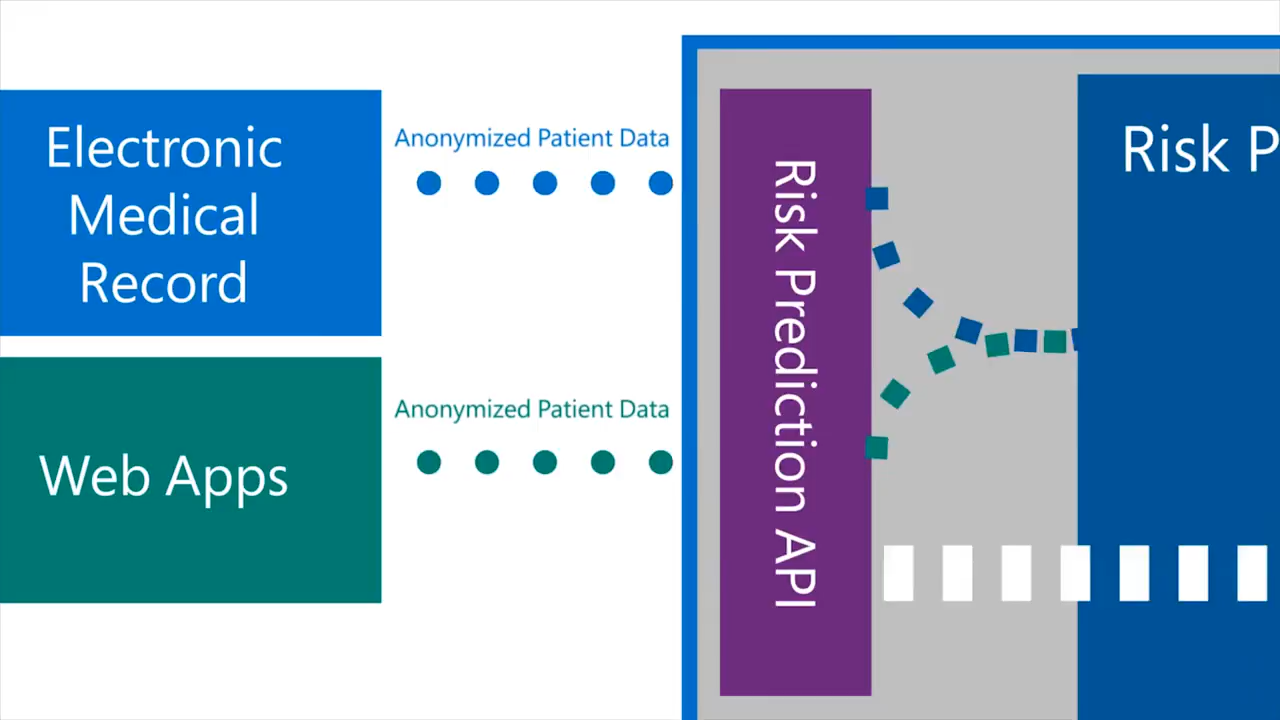 Electronic
Medical
Record
Anonymized Patient Data
Web Apps
Anonymized Patient Data
Risk Prediction API
Risk P